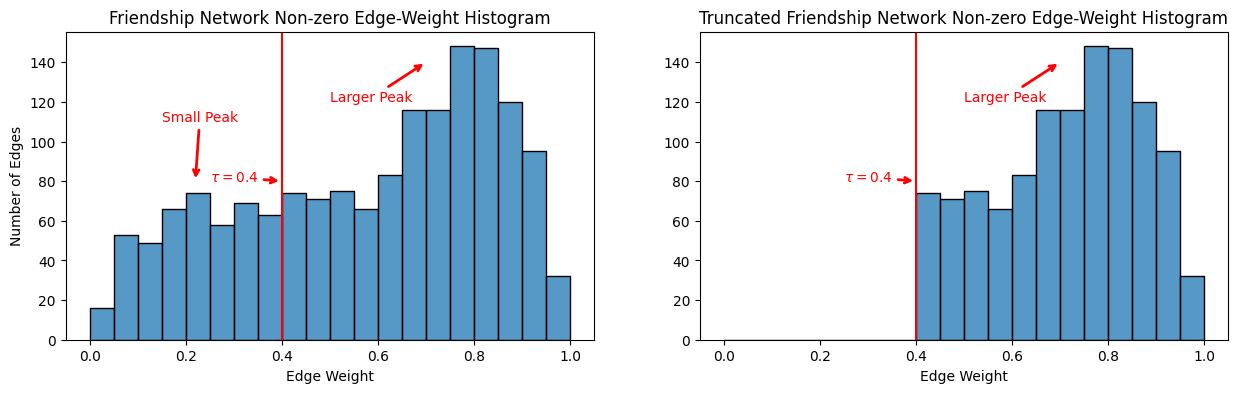 Friendship Network Non-zero Edge-Weight Histogram
Number of Edges
140
120
100
80
60
40
20
0
Small Peak
Larger Peak
τ = 0.4
0.0 0.2 0.4 0.6 0.8 1.0
Edge Weight
Truncated Friendship Network Non-zero Edge-Weight Histogram
140
120
100
80
60
40
20
0
Larger Peak
τ = 0.4
0.0 0.2 0.4 0.6 0.8 1.0
Edge Weight